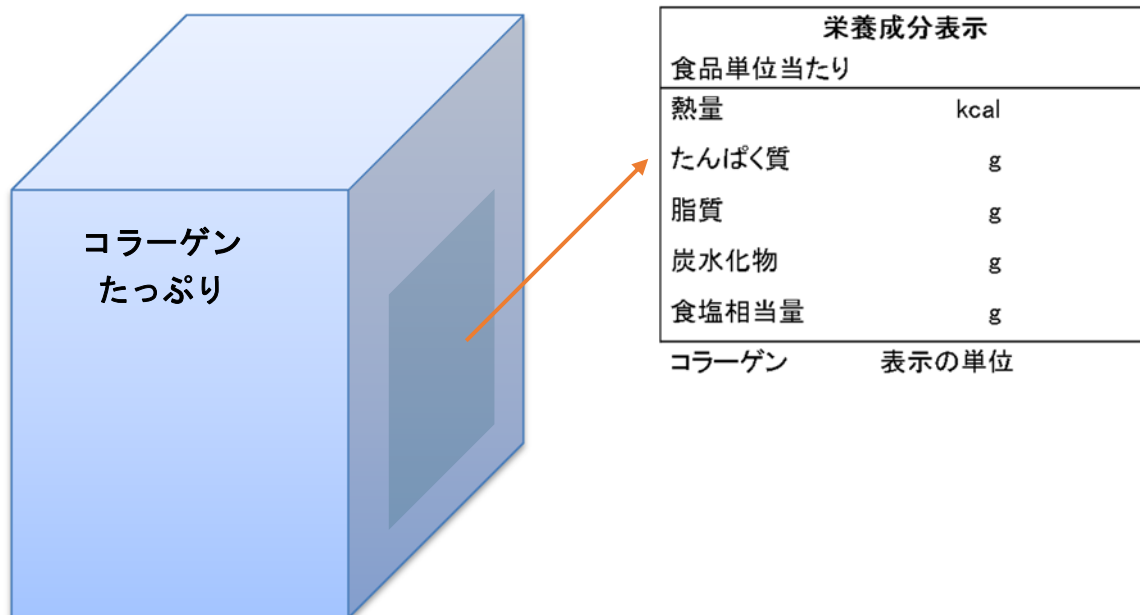 コラーゲン
たっぷり
栄養成分表示
食品単位当たり
熱量 kcal
たんぱく質 g
脂質 g
炭水化物 g
食塩相当量 g
コラーゲン 表示の単位